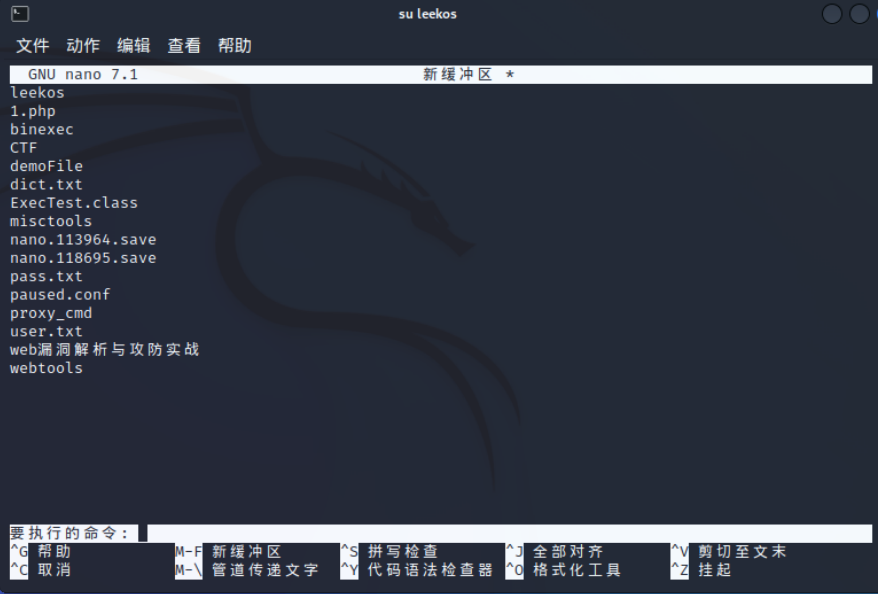 su leekos
文件 动作 编辑 查看 帮助
GNU nano 7.1 新缓冲区 *
leekos
1.php
binexec
CTF
demoFile
dict.txt
ExecTest.class
misctools
nano.113964.save
nano.118695.save
pass.txt
paused.conf
proxy_cmd
user.txt
web漏洞解析与攻防实战
webtools
要执行的命令:
^G 帮助 M-F 新缓冲区 ^S 拼写检查 ^J 全部对齐 ^V 剪切至文末
^C 取消 M-\ 管道传递文字 ^Y 代码语法检查器 ^O 格式化工具 ^Z 挂起